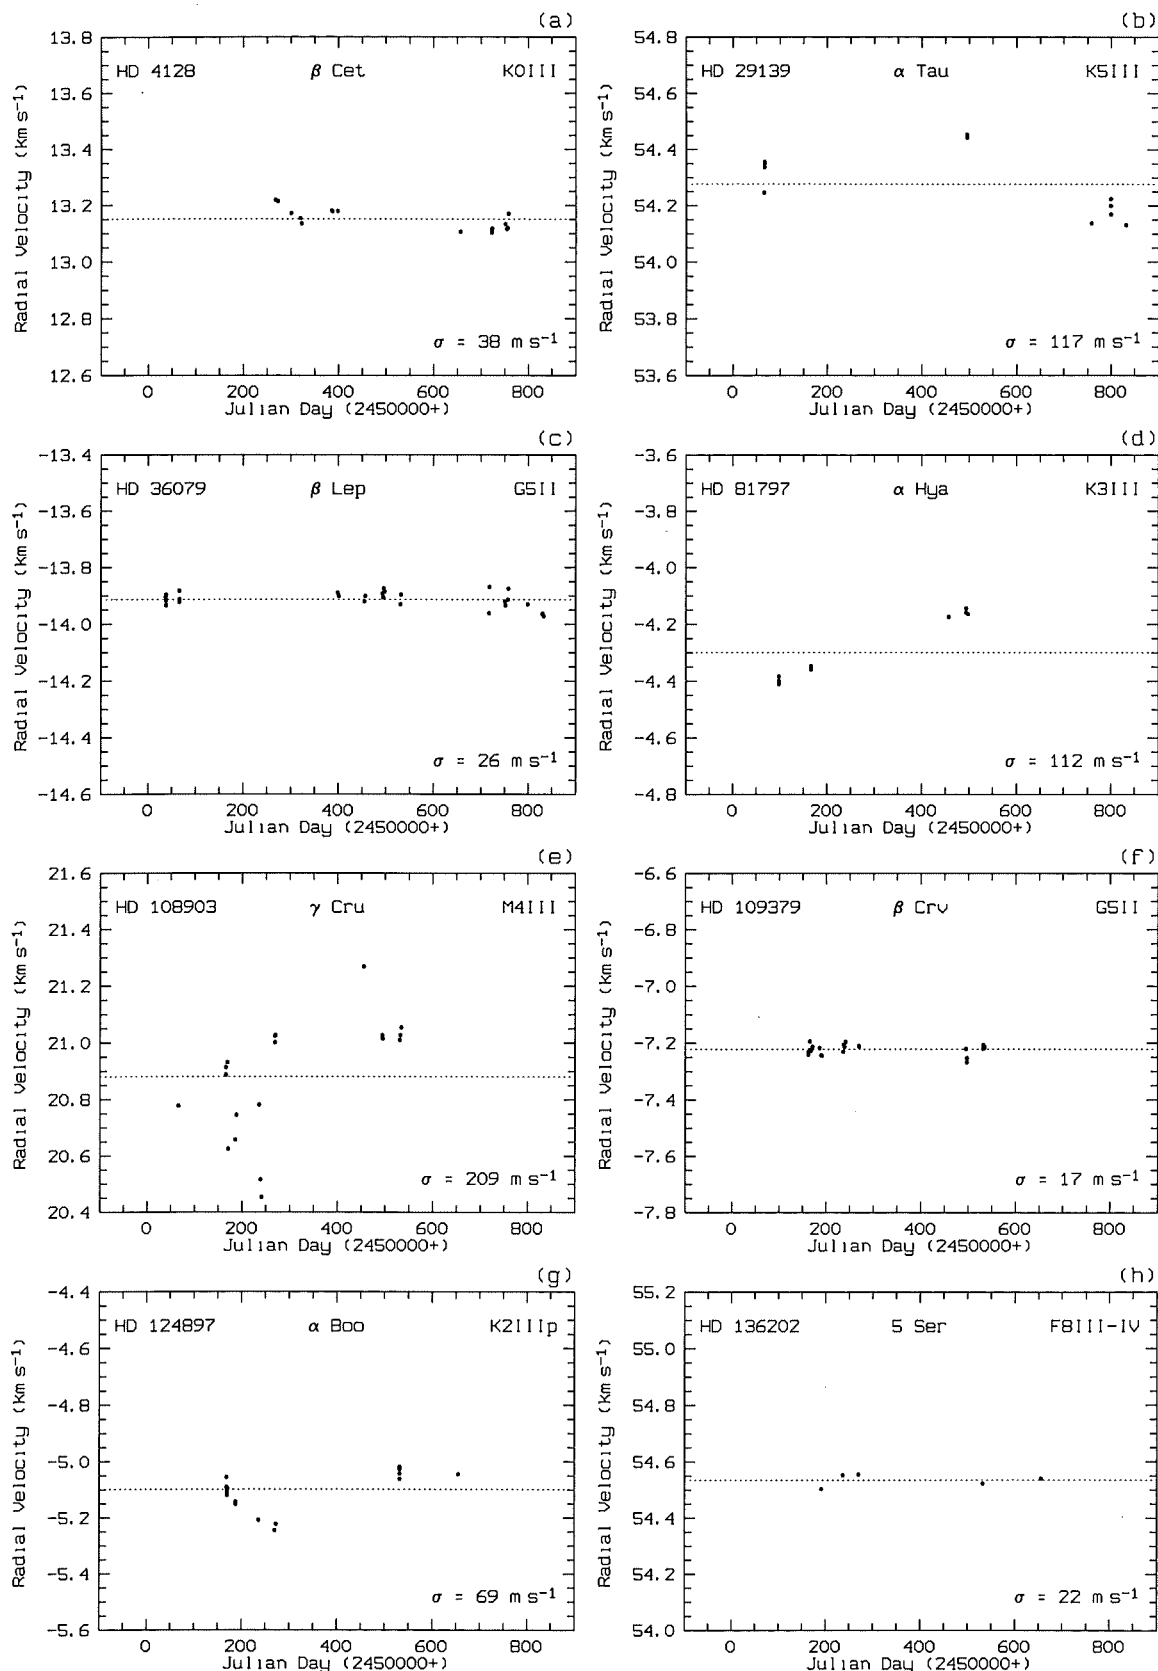 (a)
13.8
13.6
13.4
13.2
13.0
12.8
12.6
Radial Velocity (km s⁻¹)
HD 4128 β Cet K0III
σ = 38 m s⁻¹
0 200 400 600 800
Julian Day (2450000+)
(b)
54.8
54.6
54.4
54.2
54.0
53.8
53.6
Radial Velocity (km s⁻¹)
HD 29139 α Tau K5III
σ = 117 m s⁻¹
0 200 400 600 800
Julian Day (2450000+)
(c)
-13.4
-13.6
-13.8
-14.0
-14.2
-14.4
-14.6
Radial Velocity (km s⁻¹)
HD 36079 β Lep G5II
σ = 26 m s⁻¹
0 200 400 600 800
Julian Day (2450000+)
(d)
-3.6
-3.8
-4.0
-4.2
-4.4
-4.6
-4.8
Radial Velocity (km s⁻¹)
HD 81797 α Hya K3III
σ = 112 m s⁻¹
0 200 400 600 800
Julian Day (2450000+)
(e)
21.6
21.4
21.2
21.0
20.8
20.6
20.4
Radial Velocity (km s⁻¹)
HD 108903 γ Cru M4III
σ = 209 m s⁻¹
0 200 400 600 800
Julian Day (2450000+)
(f)
-6.6
-6.8
-7.0
-7.2
-7.4
-7.6
-7.8
Radial Velocity (km s⁻¹)
HD 109379 β Crv G5II
σ = 17 m s⁻¹
0 200 400 600 800
Julian Day (2450000+)
(g)
-4.4
-4.6
-4.8
-5.0
-5.2
-5.4
-5.6
Radial Velocity (km s⁻¹)
HD 124897 α Boo K2IIIp
σ = 69 m s⁻¹
0 200 400 600 800
Julian Day (2450000+)
(h)
55.2
55.0
54.8
54.6
54.4
54.2
54.0
Radial Velocity (km s⁻¹)
HD 136202 5 Ser F8III-IV
σ = 22 m s⁻¹
0 200 400 600 800
Julian Day (2450000+)